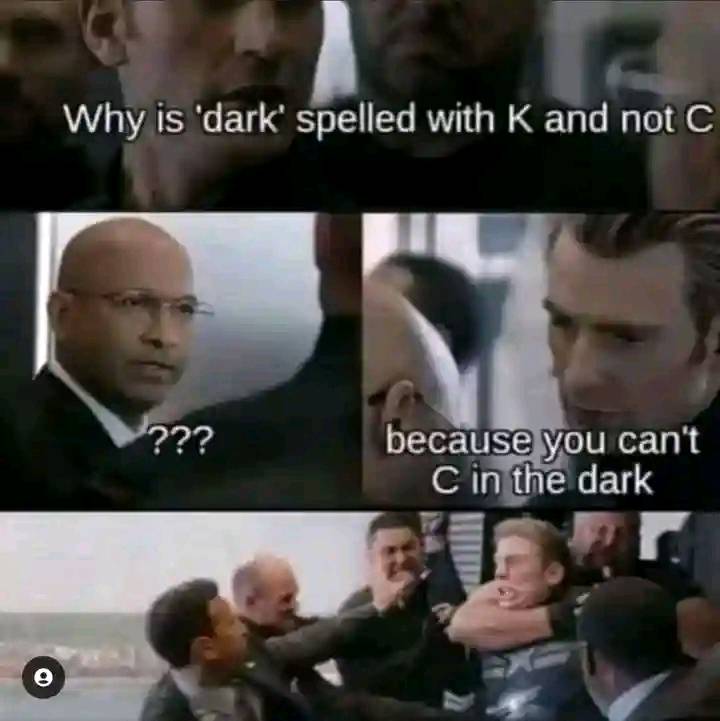 Why is 'dark' spelled with K and not C
???
because you can't
C in the dark